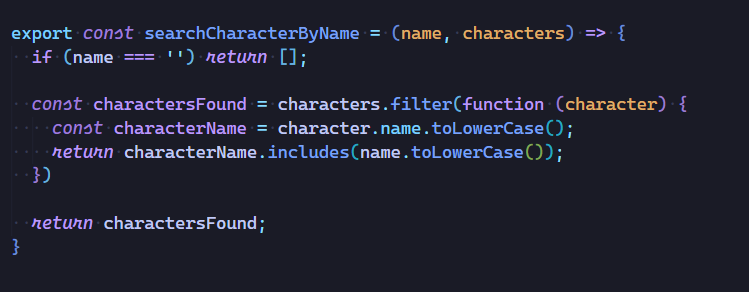 export const searchCharacterByName = (name, characters) => {
  if (name === '') return [];

  const charactersFound = characters.filter(function (character) {
    const characterName = character.name.toLowerCase();
    return characterName.includes(name.toLowerCase());
  })

  return charactersFound;
}